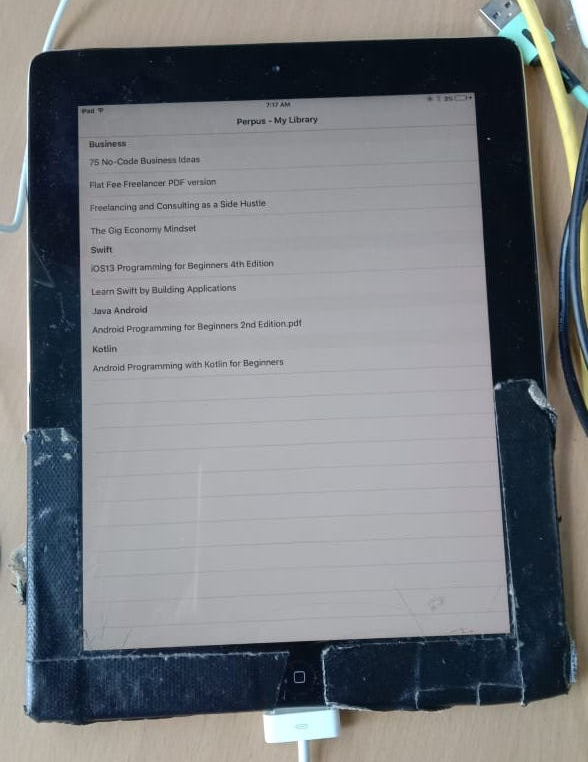 iPad
7:17 AM
3%
Perpus - My Library
Business
75 No-Code Business Ideas
Flat Fee Freelancer PDF version
Freelancing and Consulting as a Side Hustle
The Gig Economy Mindset
Swift
iOS13 Programming for Beginners 4th Edition
Learn Swift by Building Applications
Java Android
Android Programming for Beginners 2nd Edition.pdf
Kotlin
Android Programming with Kotlin for Beginners